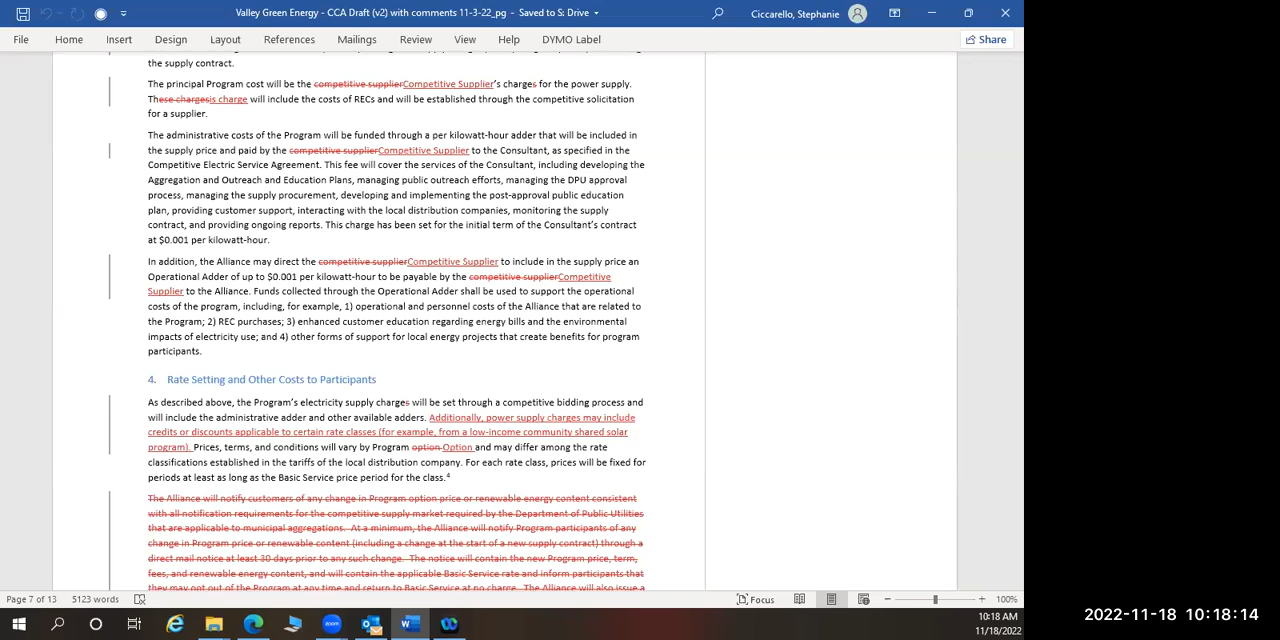 Valley Green Energy - CCA Draft (v2) with comments 11-3-22_pg - Saved to S: Drive
Ciccarello, Stephanie
File Home Insert Design Layout References Mailings Review View Help DYMO Label Share
the supply contract.
The principal Program cost will be the competitive supplierCompetitive Supplier's charges for the power supply.
These chargesis charge will include the costs of RECs and will be established through the competitive solicitation
for a supplier.
The administrative costs of the Program will be funded through a per kilowatt-hour adder that will be included in
the supply price and paid by the competitive supplierCompetitive Supplier to the Consultant, as specified in the
Competitive Electric Service Agreement. This fee will cover the services of the Consultant, including developing the
Aggregation and Outreach and Education Plans, managing public outreach efforts, managing the DPU approval
process, managing the supply procurement, developing and implementing the post-approval public education
plan, providing customer support, interacting with the local distribution companies, monitoring the supply
contract, and providing ongoing reports. This charge has been set for the initial term of the Consultant's contract
at $0.001 per kilowatt-hour.
In addition, the Alliance may direct the competitive supplierCompetitive Supplier to include in the supply price an
Operational Adder of up to $0.001 per kilowatt-hour to be payable by the competitive supplierCompetitive
Supplier to the Alliance. Funds collected through the Operational Adder shall be used to support the operational
costs of the program, including, for example, 1) operational and personnel costs of the Alliance that are related to
the Program; 2) REC purchases; 3) enhanced customer education regarding energy bills and the environmental
impacts of electricity use; and 4) other forms of support for local energy projects that create benefits for program
participants.
4. Rate Setting and Other Costs to Participants
As described above, the Program's electricity supply charges will be set through a competitive bidding process and
will include the administrative adder and other available adders. Additionally, power supply charges may include
credits or discounts applicable to certain rate classes (for example, from a low-income community shared solar
program). Prices, terms, and conditions will vary by Program option Option and may differ among the rate
classifications established in the tariffs of the local distribution company. For each rate class, prices will be fixed for
periods at least as long as the Basic Service price period for the class.4
The Alliance will notify customers of any change in Program option price or renewable energy content consistent
with all notification requirements for the competitive supply market required by the Department of Public Utilities
that are applicable to municipal aggregations. At a minimum, the Alliance will notify Program participants of any
change in Program price or renewable content (including a change at the start of a new supply contract) through a
direct mail notice at least 30 days prior to any such change. The notice will contain the new Program price, term,
fees, and renewable energy content, and will contain the applicable Basic Service rate and inform participants that
they may opt out of the Program at any time and return to Basic Service at no charge. The Alliance will also issue a
Page 7 of 13 5123 words Focus 100%
zoom
10:18 AM
11/18/2022
2022-11-18 10:18:14